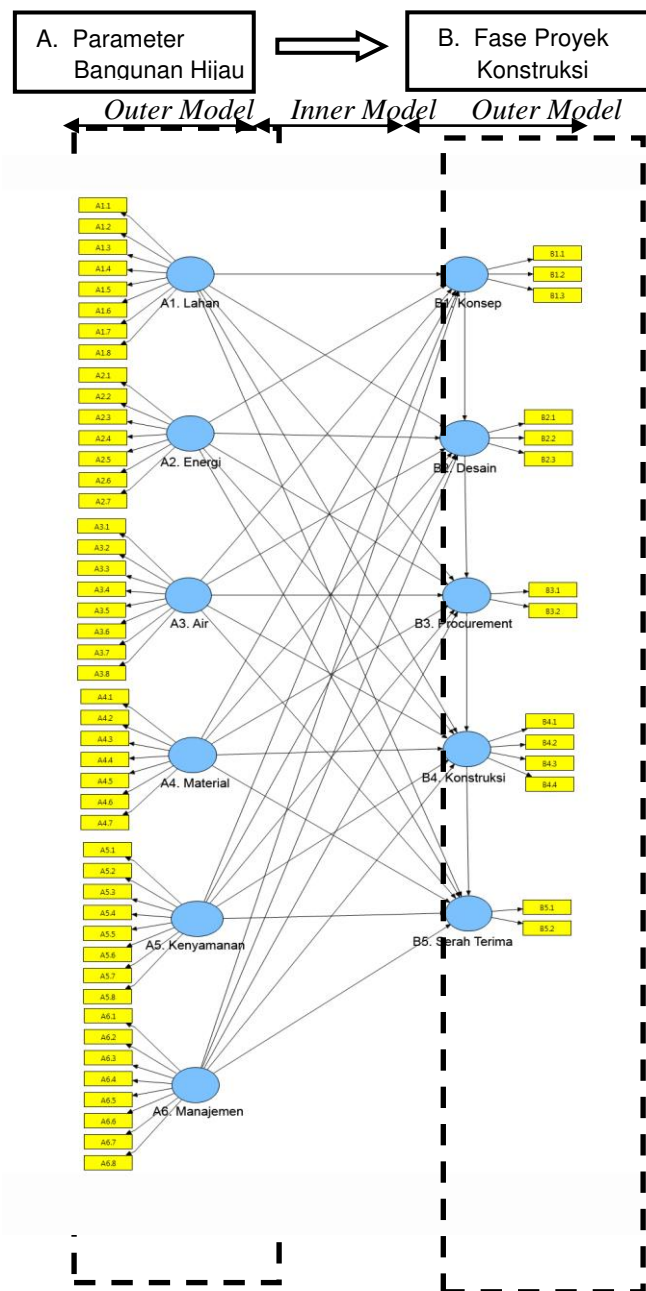 A. Parameter
Bangunan Hijau
B. Fase Proyek
Konstruksi
Outer Model
Inner Model
Outer Model
A1.1
A1.2
A1.3
A1.4
A1.5
A1.6
A1.7
A1.8
A1. Lahan
A2.1
A2.2
A2.3
A2.4
A2.5
A2.6
A2.7
A2. Energi
A3.1
A3.2
A3.3
A3.4
A3.5
A3.6
A3.7
A3.8
A3. Air
A4.1
A4.2
A4.3
A4.4
A4.5
A4.6
A4.7
A4. Material
A5.1
A5.2
A5.3
A5.4
A5.5
A5.6
A5.7
A5.8
A5. Kenyamanan
A6.1
A6.2
A6.3
A6.4
A6.5
A6.6
A6.7
A6.8
A6. Manajemen
B1. Konsep
B1.1
B1.2
B1.3
B2. Desain
B2.1
B2.2
B2.3
B3. Procurement
B3.1
B3.2
B4. Konstruksi
B4.1
B4.2
B4.3
B4.4
B5. Serah Terima
B5.1
B5.2